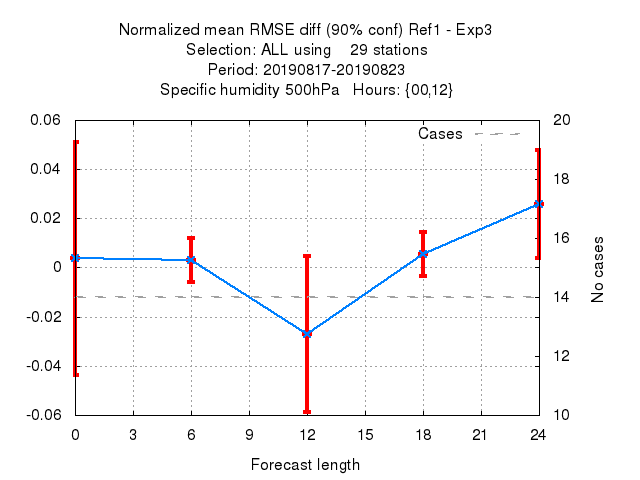 Normalized mean RMSE diff (90% conf) Ref1 - Exp3
Selection: ALL using    29 stations
Period: 20190817-20190823
Specific humidity 500hPa   Hours: {00,12}
Cases
0.06
0.04
0.02
0
-0.02
-0.04
-0.06
20
18
16
14
12
10
No cases
0 3 6 9 12 15 18 21 24
Forecast length